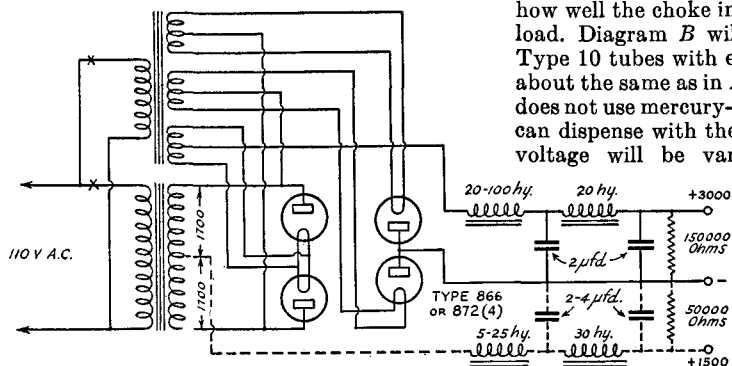 how well the choke in
load. Diagram B wil
Type 10 tubes with e
about the same as in
does not use mercury-
can dispense with the
voltage will be var
20-100 hy.
20 hy.
+3000
150000
Ohms
2 µfd.
110 V A.C.
1700
1700
TYPE 866
OR 872 (4)
−
2-4 µfd.
50000
Ohms
5-25 hy.
30 hy.
+1500